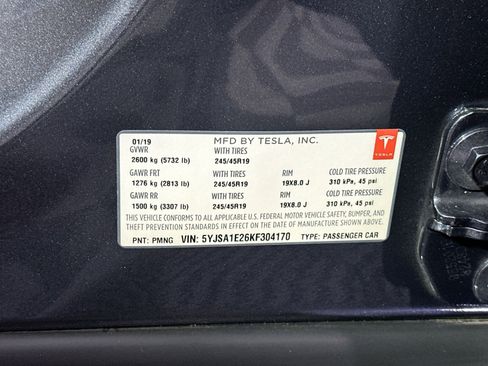 01/19 MFD BY TESLA, INC.
GVWR WITH TIRES
2600 kg (5732 lb) 245/45R19
GAWR FRT WITH TIRES RIM COLD TIRE PRESSURE
1276 kg (2813 lb) 245/45R19 19X8.0 J 310 kPa, 45 psi
GAWR RR WITH TIRES RIM COLD TIRE PRESSURE
1500 kg (3307 lb) 245/45R19 19X8.0 J 310 kPa, 45 psi
THIS VEHICLE CONFORMS TO ALL APPLICABLE U.S. FEDERAL MOTOR VEHICLE SAFETY, BUMPER, AND
THEFT PREVENTION STANDARDS IN EFFECT ON THE DATE OF MANUFACTURE SHOWN ABOVE.
PNT: PMNG VIN: 5YJSA1E26KF304170 TYPE: PASSENGER CAR
TESLA